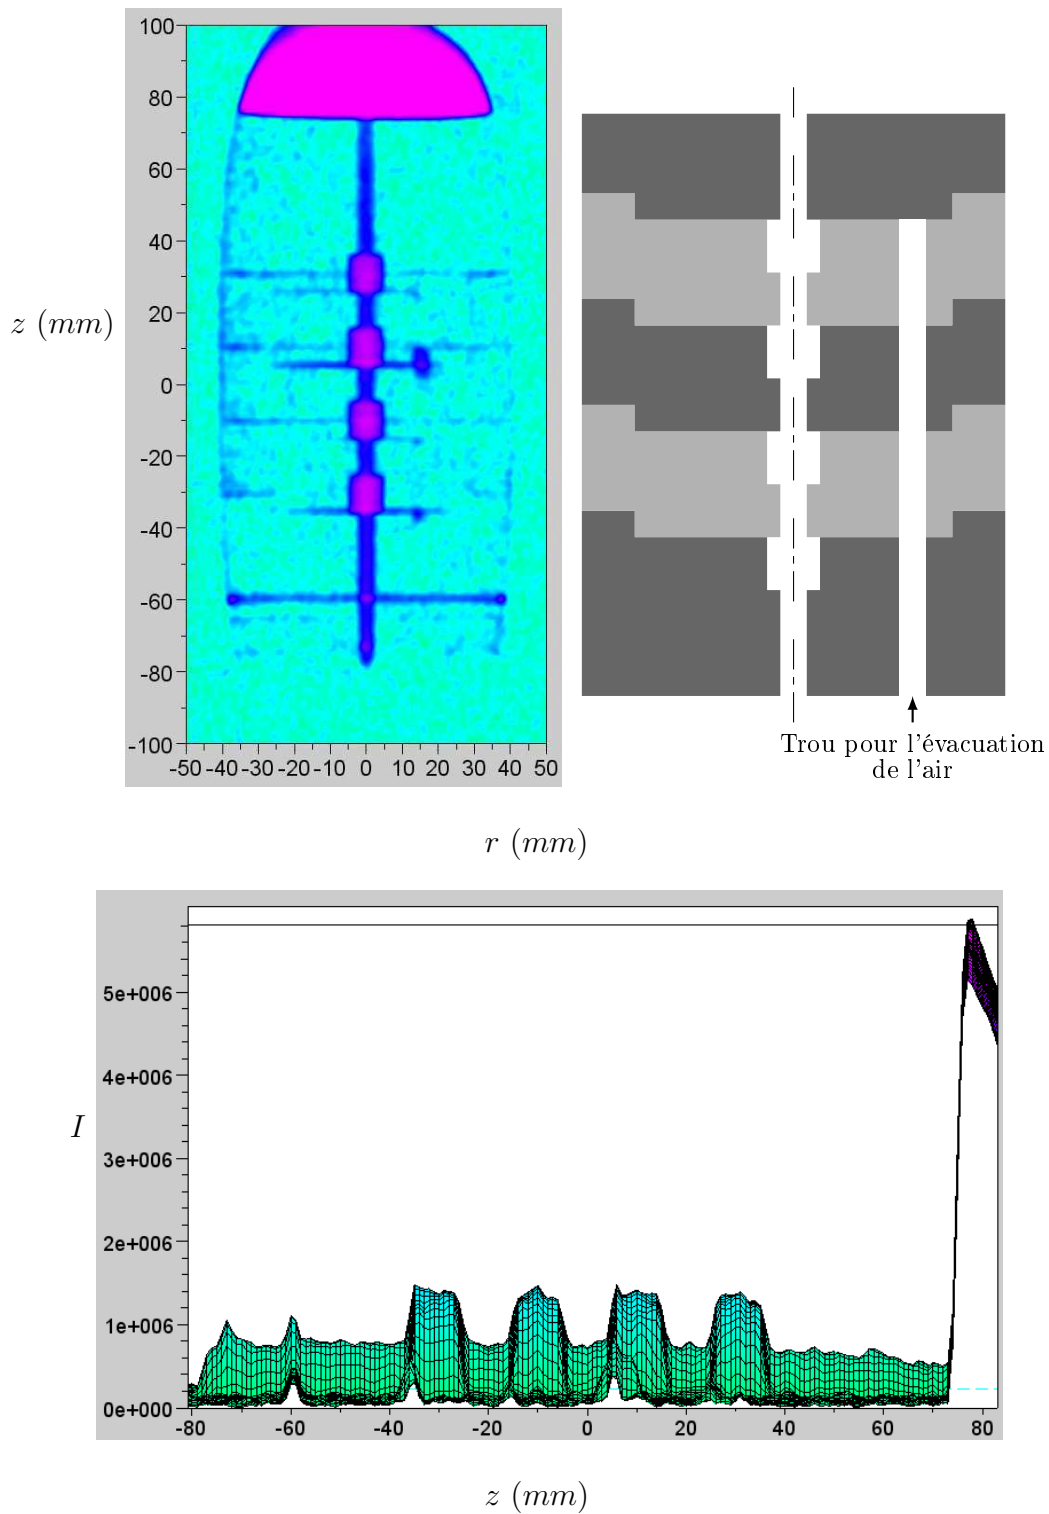 100
80
60
40
20
0
-20
-40
-60
-80
-100
z (mm)
-50 -40 -30 -20 -10 0 10 20 30 40 50
Trou pour l'évacuation
de l'air
r (mm)
5e+006
4e+006
3e+006
2e+006
1e+006
0e+000
I
-80 -60 -40 -20 0 20 40 60 80
z (mm)